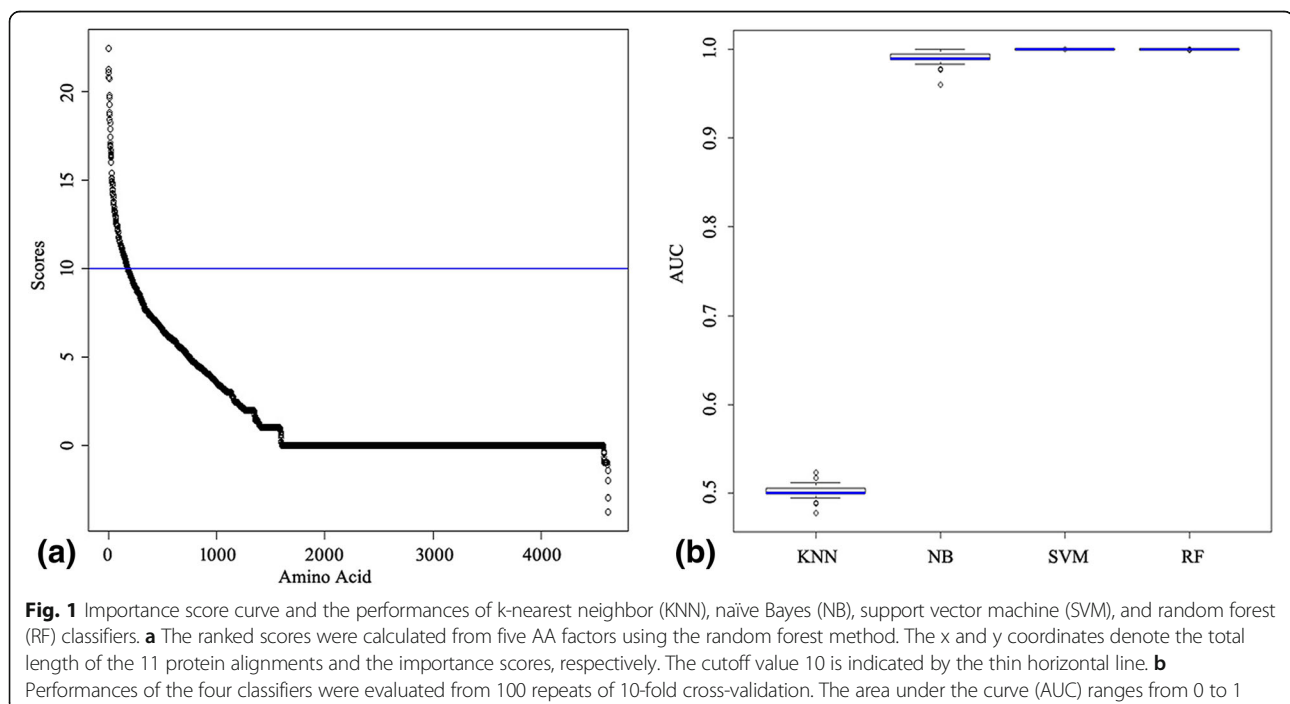 20
15
10
5
0
Scores
0 1000 2000 3000 4000
Amino Acid
(a)
1.0
0.9
0.8
0.7
0.6
0.5
AUC
KNN NB SVM RF
(b)
Fig. 1 Importance score curve and the performances of k-nearest neighbor (KNN), naïve Bayes (NB), support vector machine (SVM), and random forest
(RF) classifiers. a The ranked scores were calculated from five AA factors using the random forest method. The x and y coordinates denote the total
length of the 11 protein alignments and the importance scores, respectively. The cutoff value 10 is indicated by the thin horizontal line. b
Performances of the four classifiers were evaluated from 100 repeats of 10-fold cross-validation. The area under the curve (AUC) ranges from 0 to 1